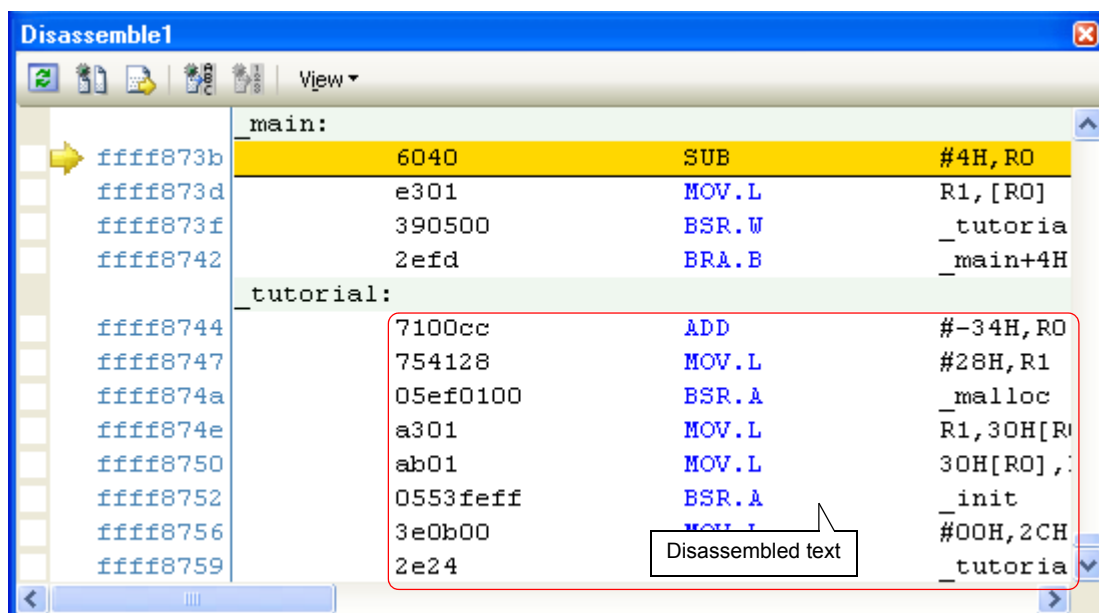 Disassemble1
View
_main:
ffff873b 6040 SUB #4H,R0
ffff873d e301 MOV.L R1,[R0]
ffff873f 390500 BSR.W _tutoria
ffff8742 2efd BRA.B _main+4H
_tutorial:
ffff8744 7100cc ADD #-34H,R0
ffff8747 754128 MOV.L #28H,R1
ffff874a 05ef0100 BSR.A _malloc
ffff874e a301 MOV.L R1,30H[R
ffff8750 ab01 MOV.L 30H[R0],
ffff8752 0553feff BSR.A _init
ffff8756 3e0b00 #00H,2CH
Disassembled text
ffff8759 2e24 _tutoria